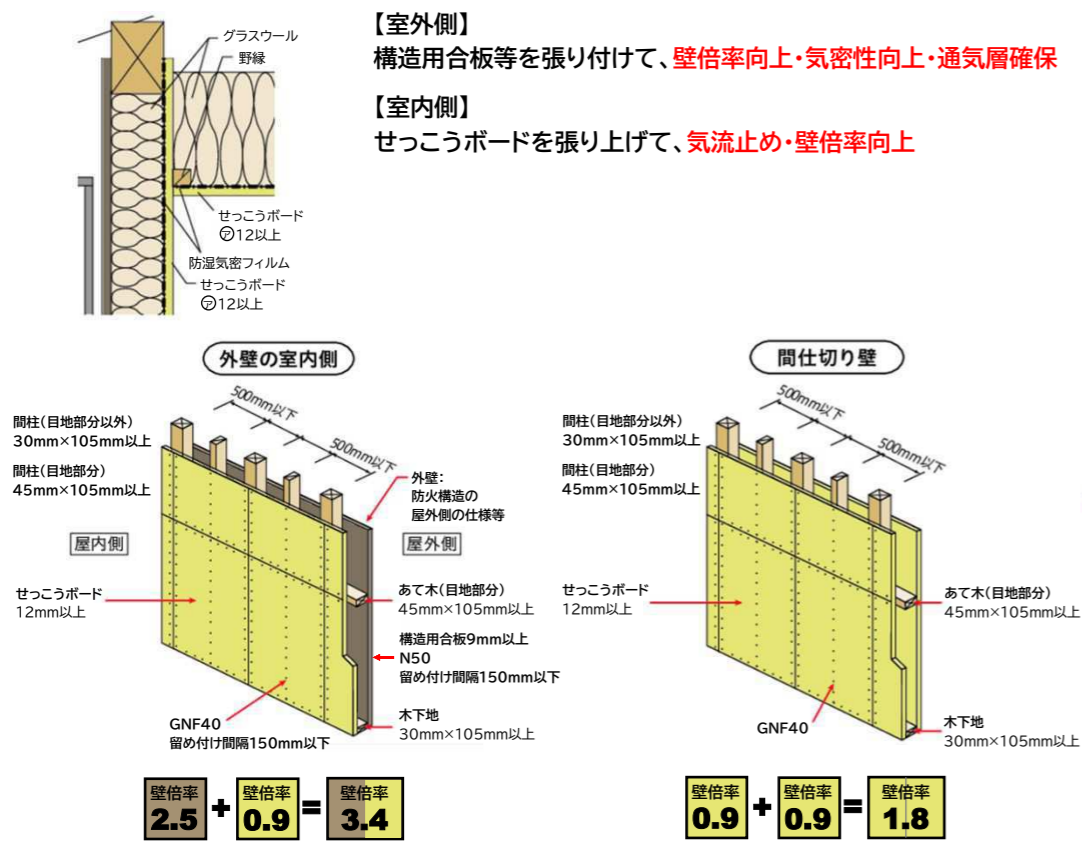 【室外側】
構造用合板等を張り付けて、壁倍率向上・気密性向上・通気層確保
【室内側】
せっこうボードを張り上げて、気流止め・壁倍率向上
グラスウール
野縁
せっこうボード
㋐12以上
防湿気密フィルム
せっこうボード
㋐12以上
外壁の室内側
500mm以下
500mm以下
間柱(目地部分以外)
30mm×105mm以上
間柱(目地部分)
45mm×105mm以上
外壁:
防火構造の
屋外側の仕様等
屋内側
屋外側
せっこうボード
12mm以上
あて木(目地部分)
45mm×105mm以上
構造用合板9mm以上
N50
留め付け間隔150mm以下
GNF40
留め付け間隔150mm以下
木下地
30mm×105mm以上
壁倍率
2.5
+
壁倍率
0.9
=
壁倍率
3.4
間仕切り壁
500mm以下
500mm以下
間柱(目地部分以外)
30mm×105mm以上
間柱(目地部分)
45mm×105mm以上
せっこうボード
12mm以上
あて木(目地部分)
45mm×105mm以上
GNF40
木下地
30mm×105mm以上
壁倍率
0.9
+
壁倍率
0.9
=
壁倍率
1.8